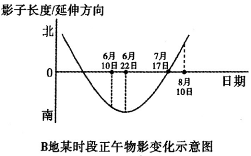 影子长度/延伸方向
北
6月 6月 7月
10日 22日 17日
0 日期
8月
10日
南
B地某时段正午物影变化示意图